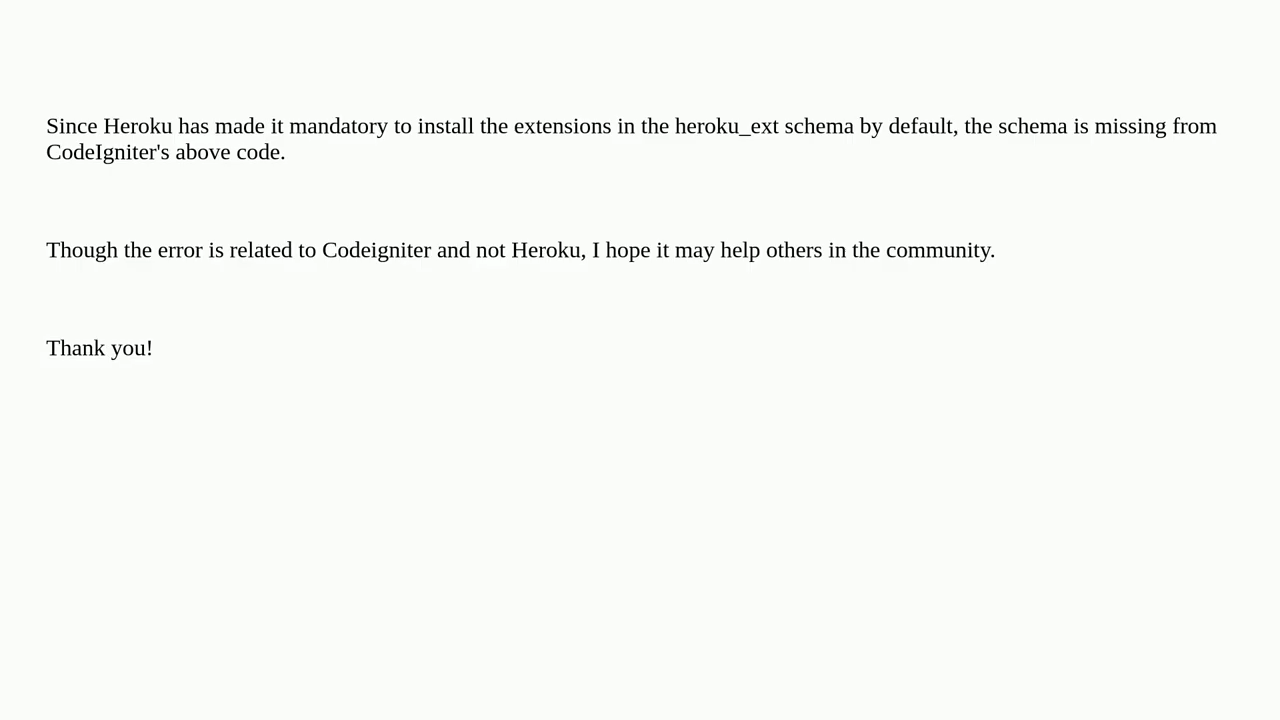 Since Heroku has made it mandatory to install the extensions in the heroku_ext schema by default, the schema is missing from
CodeIgniter's above code.
Though the error is related to Codeigniter and not Heroku, I hope it may help others in the community.
Thank you!